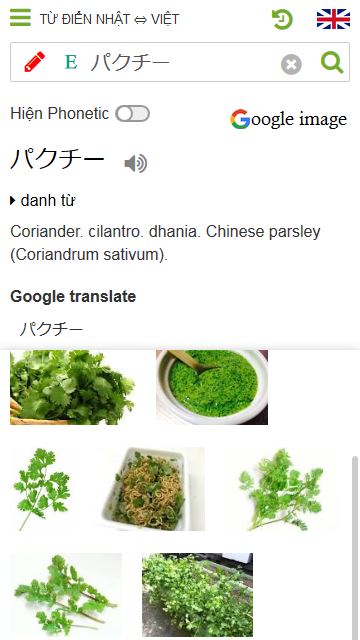 TỪ ĐIỂN NHẬT ⇔ VIỆT
E パクチー
Hiện Phonetic
Google image
パクチー
danh từ
Coriander. cilantro. dhania. Chinese parsley
(Coriandrum sativum).
Google translate
パクチー